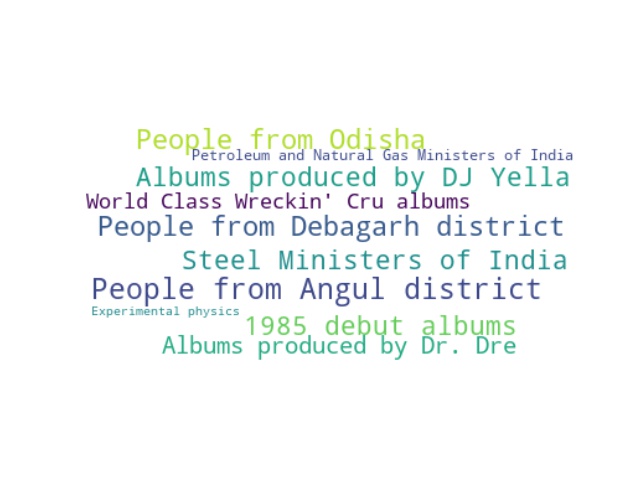 People from Odisha
Petroleum and Natural Gas Ministers of India
Albums produced by DJ Yella
World Class Wreckin' Cru albums
People from Debagarh district
Steel Ministers of India
People from Angul district
Experimental physics
1985 debut albums
Albums produced by Dr. Dre